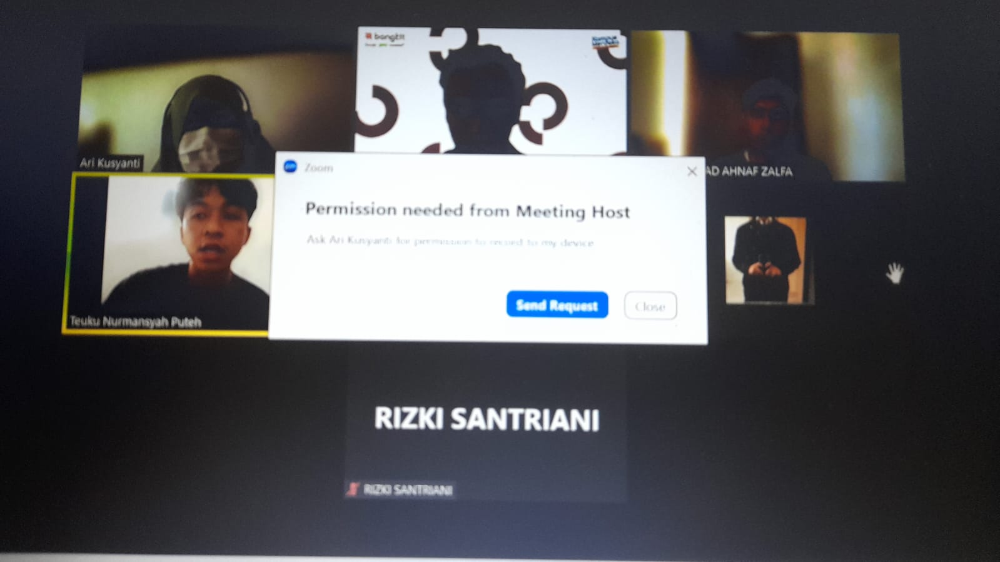 bangkit
Ari Kusyanti
AD AHNAF ZALFA
Zoom
Permission needed from Meeting Host
Ask Ari Kusyanti for permission to record to my device
Send Request
Close
Teuku Nurmansyah Puteh
RIZKI SANTRIANI
RIZKI SANTRIANI